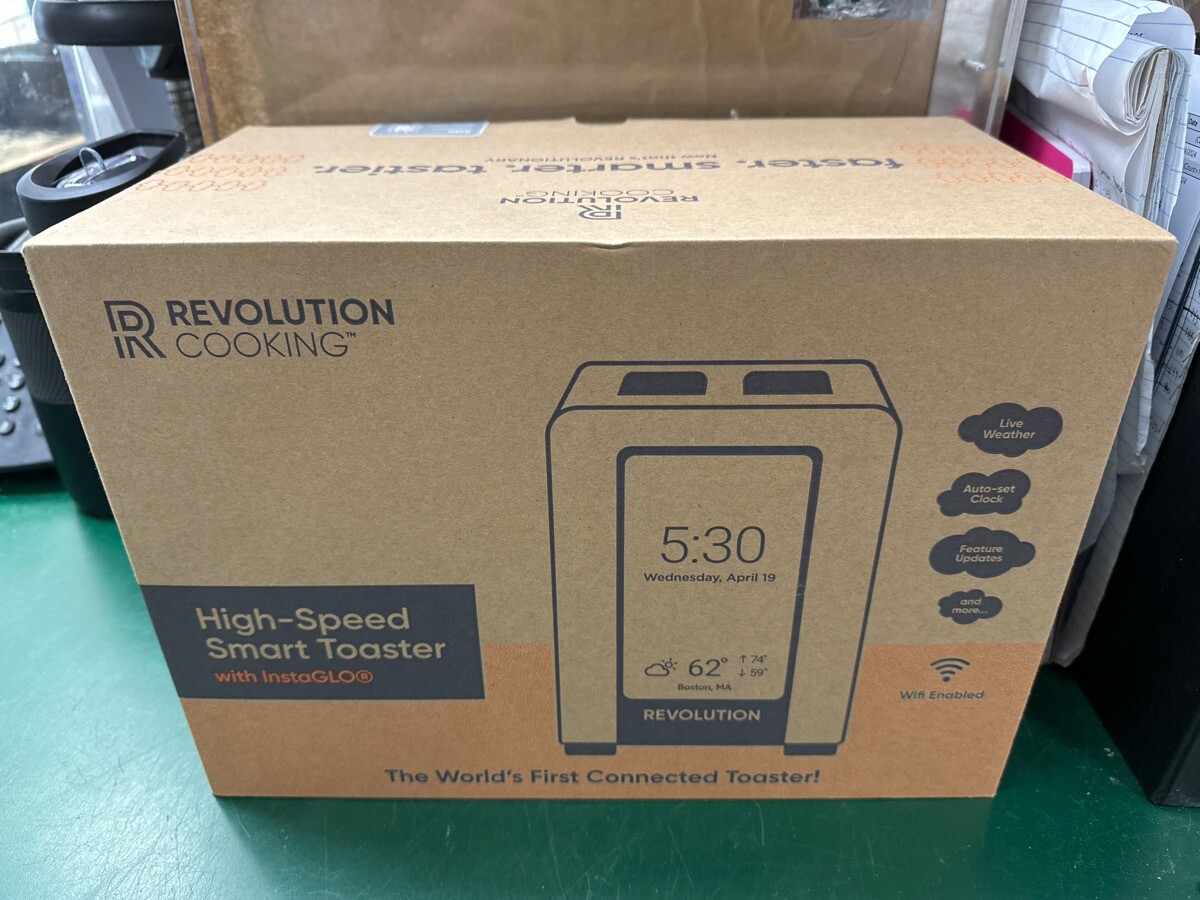 faster. smarter. tastier.
Now that's REVOLUTIONARY
REVOLUTION
COOKING
REVOLUTION
COOKING™
Live
Weather
Auto-set
Clock
Feature
Updates
and
more...
5:30
Wednesday, April 19
62° ↑ 74°
↓ 59°
Boston, MA
REVOLUTION
High-Speed
Smart Toaster
with InstaGLO®
Wifi Enabled
The World's First Connected Toaster!